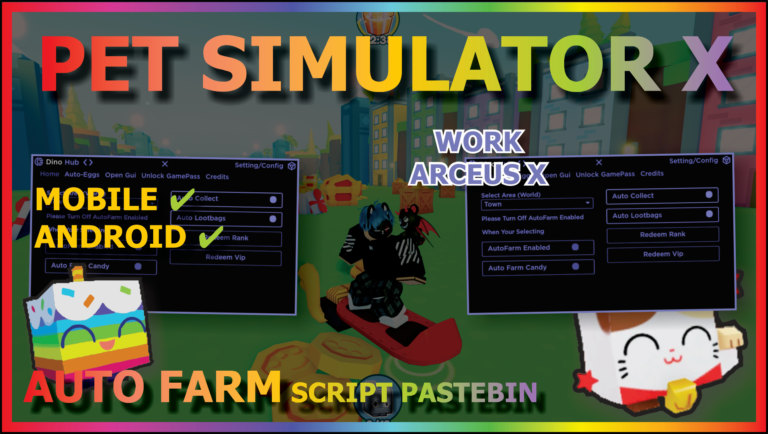 PET SIMULATOR X
WORK
ARCEUS X
Dino Hub <> X Setting/Config
Home Auto-Eggs Open Gui Unlock GamePass Credits
MOBILE ✔
ANDROID ✔
Auto Collect
Please Turn Off AutoFarm Enabled
Auto Lootbags
Redeem Rank
Auto Farm Candy
Redeem Vip
X Setting/Config
Open Gui Unlock GamePass Credits
Select Area (World)
Town
Auto Collect
Please Turn Off AutoFarm Enabled
Auto Lootbags
When Your Selecting
Redeem Rank
AutoFarm Enabled
Redeem Vip
Auto Farm Candy
AUTO FARM SCRIPT PASTEBIN